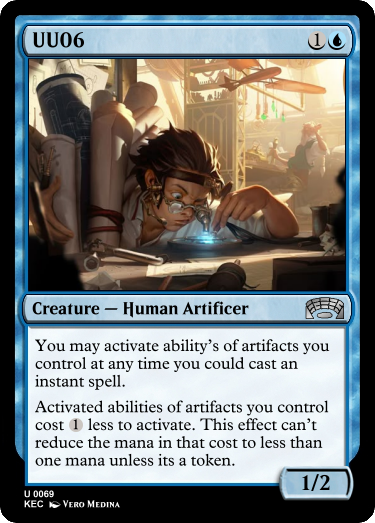 UU06
1
Creature — Human Artificer
You may activate ability's of artifacts you
control at any time you could cast an
instant spell.
Activated abilities of artifacts you control
cost 1 less to activate. This effect can't
reduce the mana in that cost to less than
one mana unless its a token.
1/2
U 0069
KEC Vero Medina